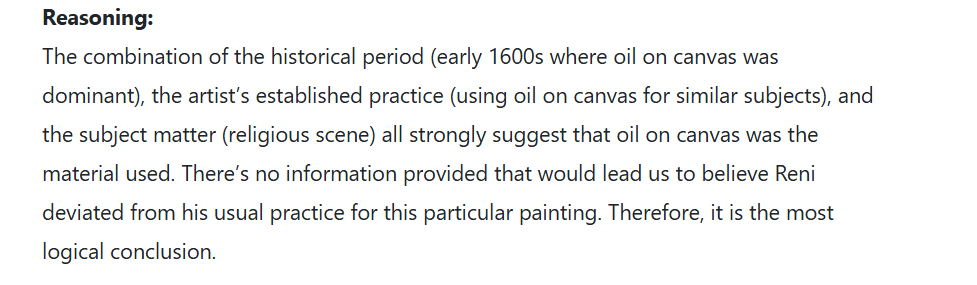 Reasoning:
The combination of the historical period (early 1600s where oil on canvas was
dominant), the artist’s established practice (using oil on canvas for similar subjects), and
the subject matter (religious scene) all strongly suggest that oil on canvas was the
material used. There’s no information provided that would lead us to believe Reni
deviated from his usual practice for this particular painting. Therefore, it is the most
logical conclusion.